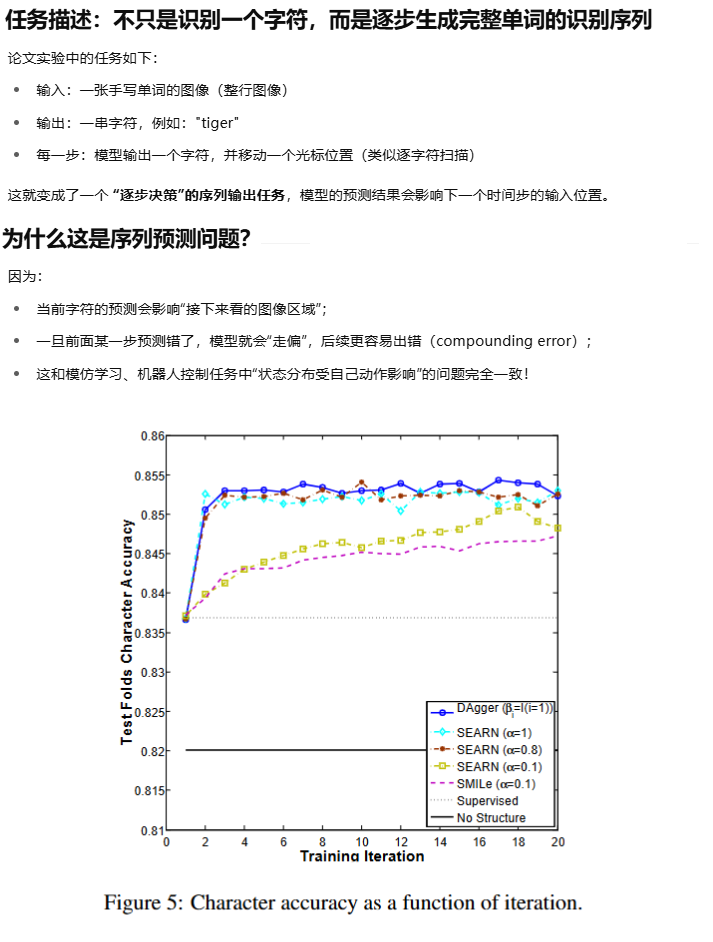 任务描述：不只是识别一个字符，而是逐步生成完整单词的识别序列
论文实验中的任务如下：
• 输入：一张手写单词的图像（整行图像）
• 输出：一串字符，例如："tiger"
• 每一步：模型输出一个字符，并移动一个光标位置（类似逐字符扫描）
这就变成了一个 “逐步决策”的序列输出任务，模型的预测结果会影响下一个时间步的输入位置。
为什么这是序列预测问题？
因为：
• 当前字符的预测会影响“接下来看的图像区域”；
• 一旦前面某一步预测错了，模型就会“走偏”，后续更容易出错（compounding error）；
• 这和模仿学习、机器人控制任务中“状态分布受自己动作影响”的问题完全一致！
0.86
0.855
0.85
0.845
0.84
0.835
0.83
0.825
0.82
0.815
0.81
Test Folds Character Accuracy
DAgger (βᵢ=I(i=1))
SEARN (α=1)
SEARN (α=0.8)
SEARN (α=0.1)
SMILe (α=0.1)
Supervised
No Structure
0 2 4 6 8 10 12 14 16 18 20
Training Iteration
Figure 5: Character accuracy as a function of iteration.